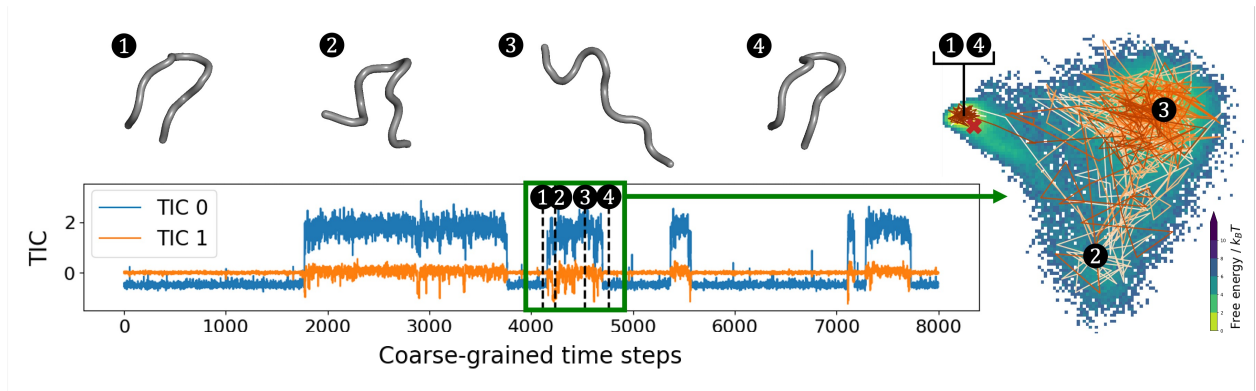 1 2 3 4
1 4
3
2
1 2 3 4
TIC 0
TIC 1
TIC
2
0
0 1000 2000 3000 4000 5000 6000 7000 8000
Coarse-grained time steps
10
8
6
4
2
0
Free energy / k_BT